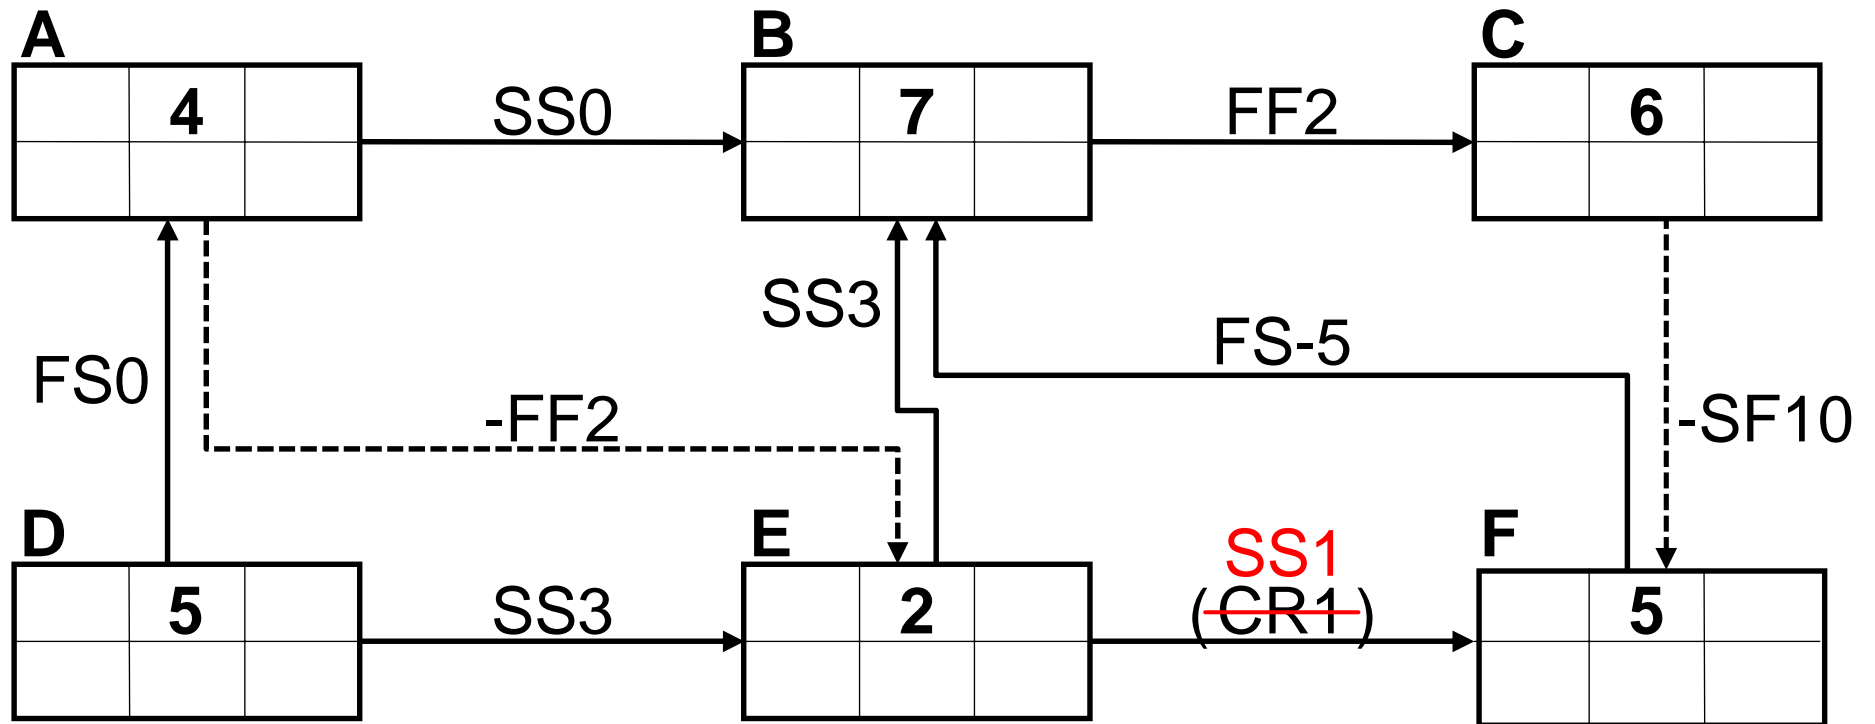 A B C
4 SS0 7 FF2 6
SS3
FS-5
FS0
-FF2
-SF10
D E F
SS1
5 SS3 2 (CR1) 5